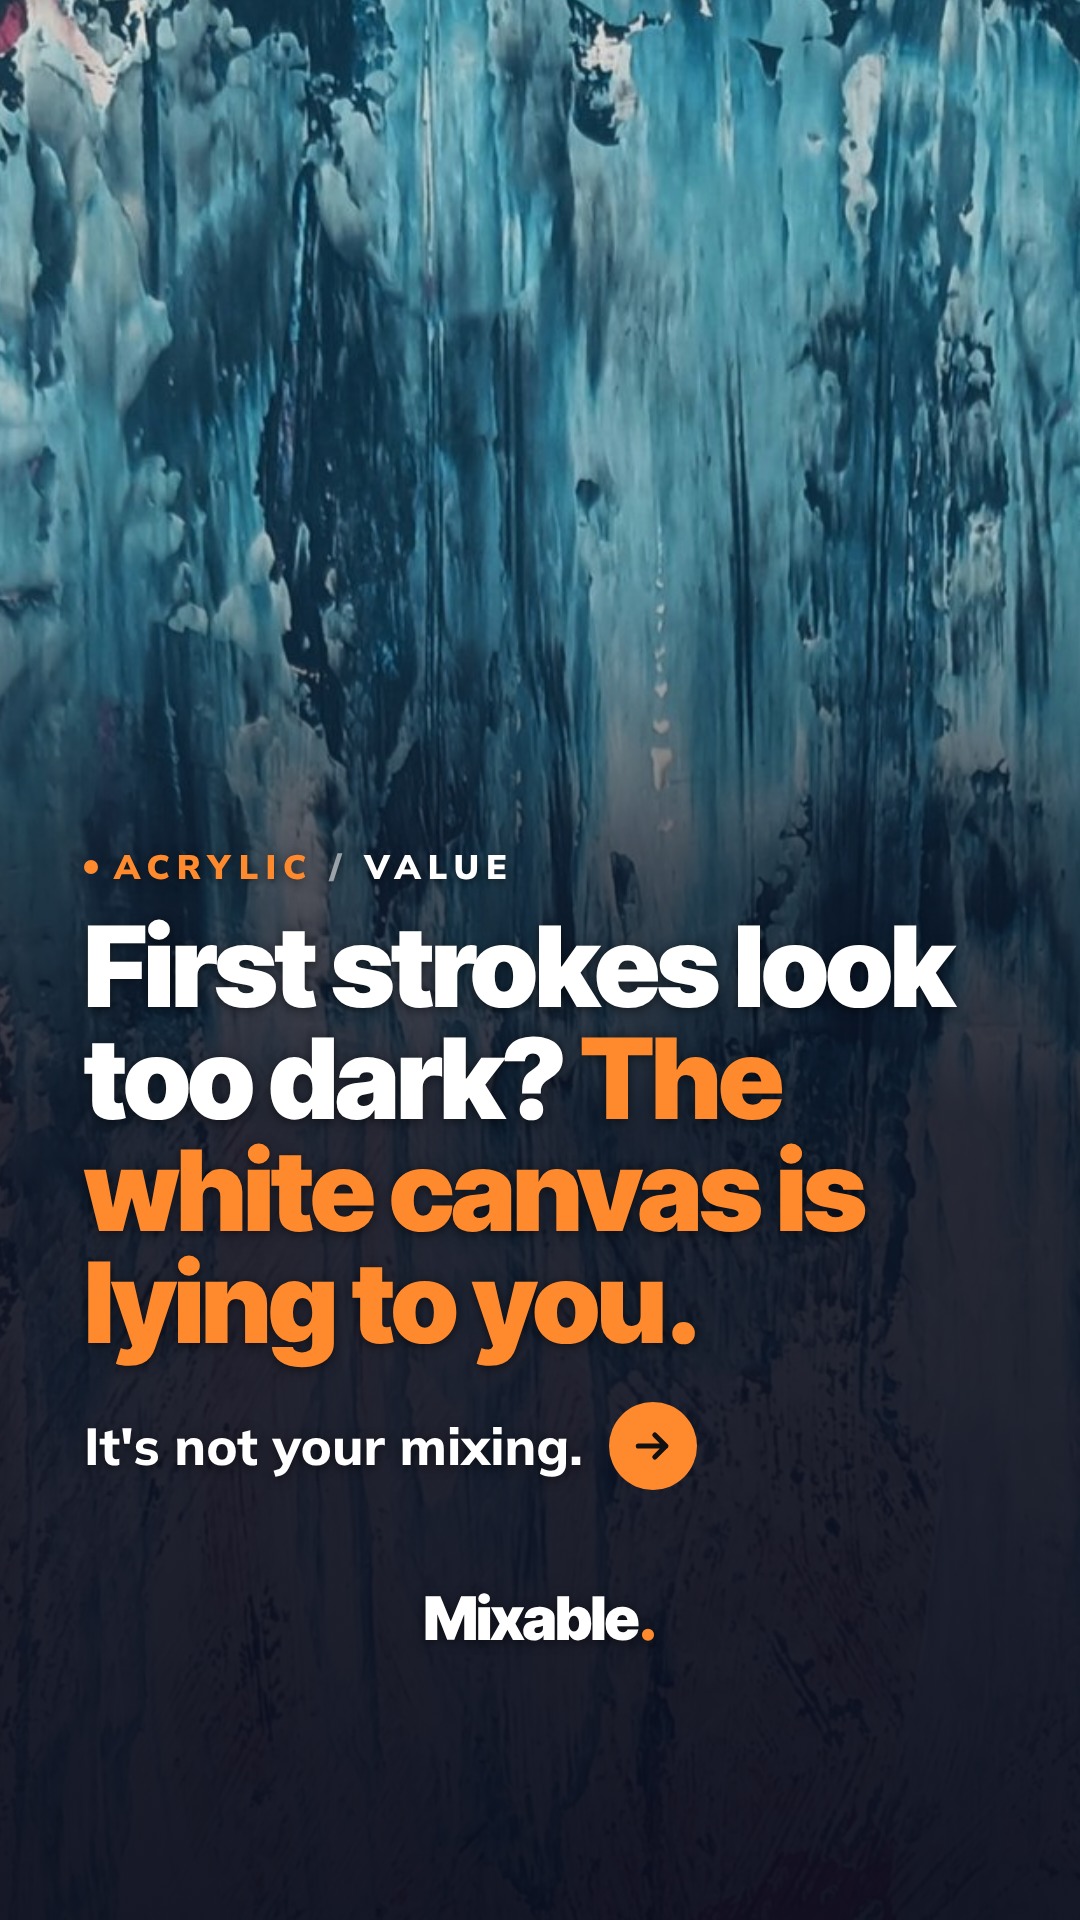 • ACRYLIC / VALUE
First strokes look
too dark? The
white canvas is
lying to you.
It's not your mixing. →
Mixable.